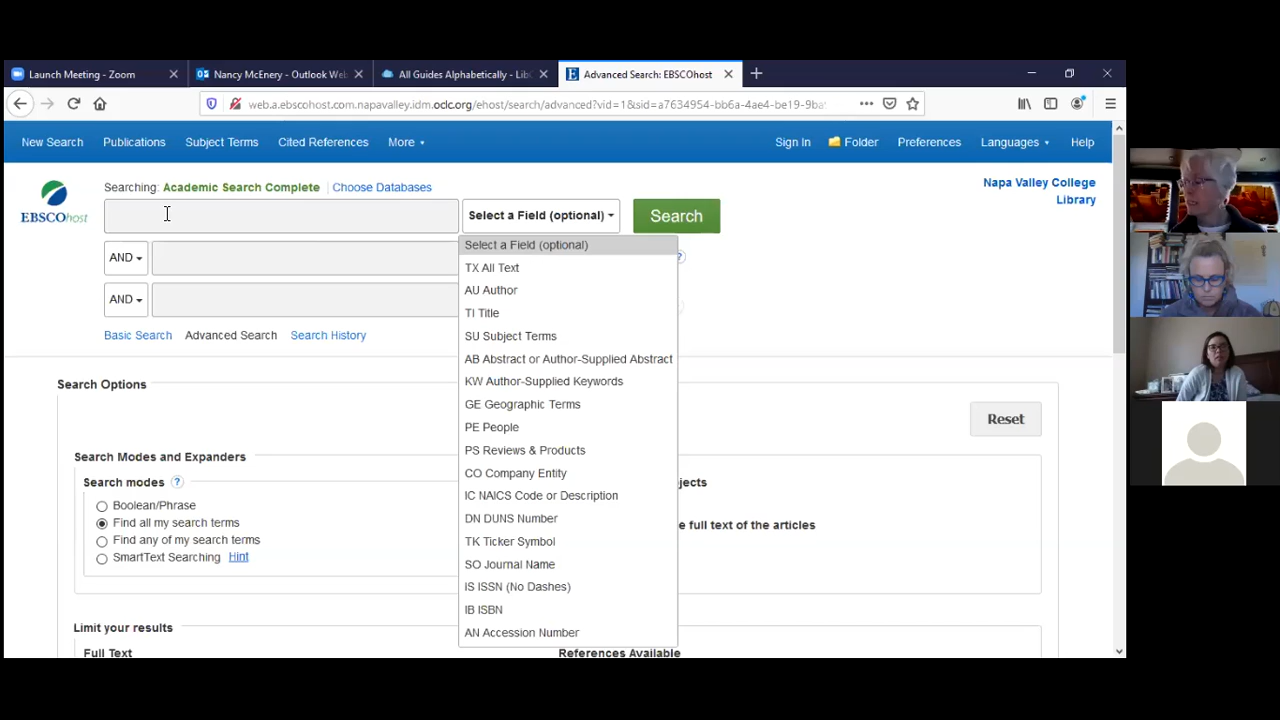 Launch Meeting - Zoom
Nancy McEnery - Outlook Web
All Guides Alphabetically - Lib
Advanced Search: EBSCOhost
web.a.ebscohost.com.napavalley.idm.oclc.org/ehost/search/advanced?vid=1&sid=a7634954-bb6a-4ae4-be19-9ba
New Search Publications Subject Terms Cited References More Sign In Folder Preferences Languages Help
Searching: Academic Search Complete Choose Databases
Napa Valley College
Library
EBSCOhost
Select a Field (optional) Search
AND
AND
Select a Field (optional)
TX All Text
AU Author
TI Title
SU Subject Terms
AB Abstract or Author-Supplied Abstract
KW Author-Supplied Keywords
GE Geographic Terms
PE People
PS Reviews & Products
CO Company Entity
IC NAICS Code or Description
DN DUNS Number
TK Ticker Symbol
SO Journal Name
IS ISSN (No Dashes)
IB ISBN
AN Accession Number
Basic Search Advanced Search Search History
Search Options
Reset
Search Modes and Expanders
Search modes ?
Boolean/Phrase
Find all my search terms
Find any of my search terms
SmartText Searching Hint
jects
e full text of the articles
Limit your results
Full Text
References Available